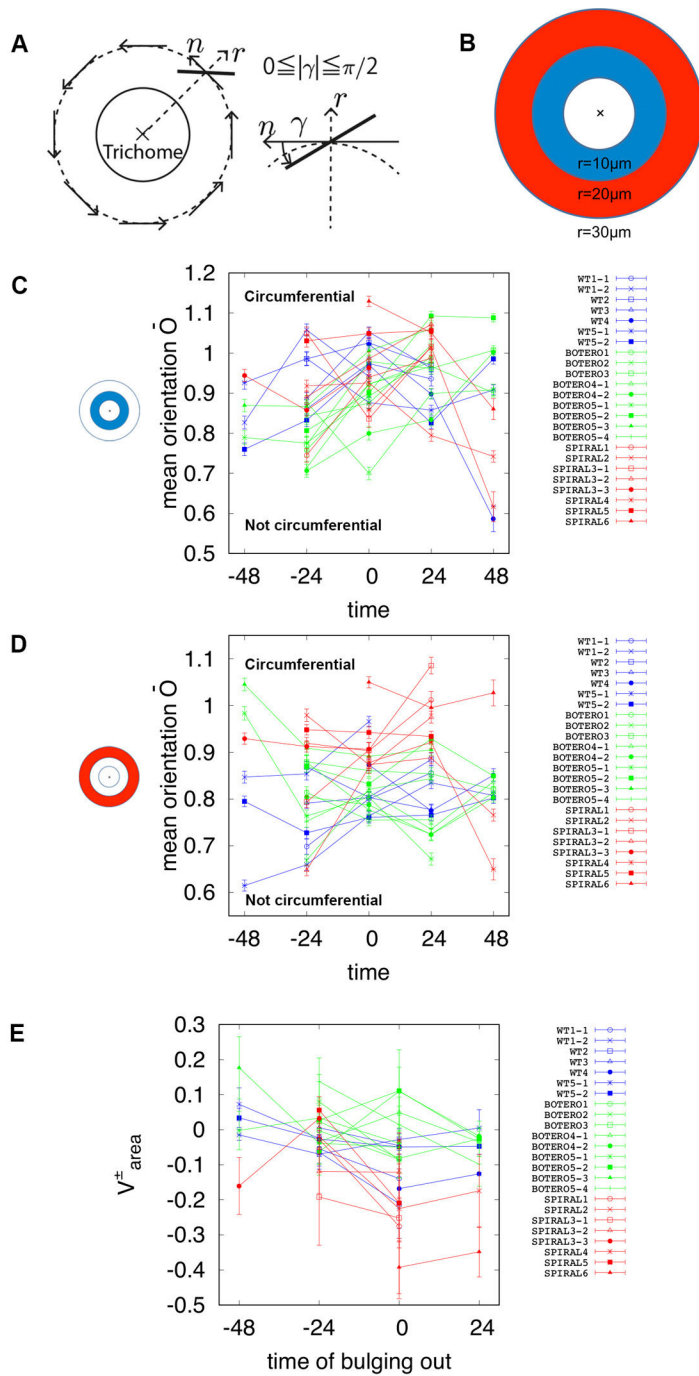 A
n
r
0≦|γ|≦π/2
Trichome
n
γ
r
B
r=10μm
r=20μm
r=30μm
C
1.2
1.1
1
0.9
0.8
0.7
0.6
0.5
mean orientation Ō
Circumferential
Not circumferential
-48
-24
0
24
48
time
WT1-1
WT1-2
WT2
WT3
WT4
WT5-1
WT5-2
BOTERO1
BOTERO2
BOTERO3
BOTERO4-1
BOTERO4-2
BOTERO5-1
BOTERO5-2
BOTERO5-3
BOTERO5-4
SPIRAL1
SPIRAL2
SPIRAL3-1
SPIRAL3-2
SPIRAL3-3
SPIRAL4
SPIRAL5
SPIRAL6
D
1.1
1
0.9
0.8
0.7
0.6
mean orientation Ō
Circumferential
Not circumferential
-48
-24
0
24
48
time
WT1-1
WT1-2
WT2
WT3
WT4
WT5-1
WT5-2
BOTERO1
BOTERO2
BOTERO3
BOTERO4-1
BOTERO4-2
BOTERO5-1
BOTERO5-2
BOTERO5-3
BOTERO5-4
SPIRAL1
SPIRAL2
SPIRAL3-1
SPIRAL3-2
SPIRAL3-3
SPIRAL4
SPIRAL5
SPIRAL6
E
0.3
0.2
0.1
0
-0.1
-0.2
-0.3
-0.4
-0.5
V± area
-48
-24
0
24
time of bulging out
WT1-1
WT1-2
WT2
WT3
WT4
WT5-1
WT5-2
BOTERO1
BOTERO2
BOTERO3
BOTERO4-1
BOTERO4-2
BOTERO5-1
BOTERO5-2
BOTERO5-3
BOTERO5-4
SPIRAL1
SPIRAL2
SPIRAL3-1
SPIRAL3-2
SPIRAL3-3
SPIRAL4
SPIRAL5
SPIRAL6